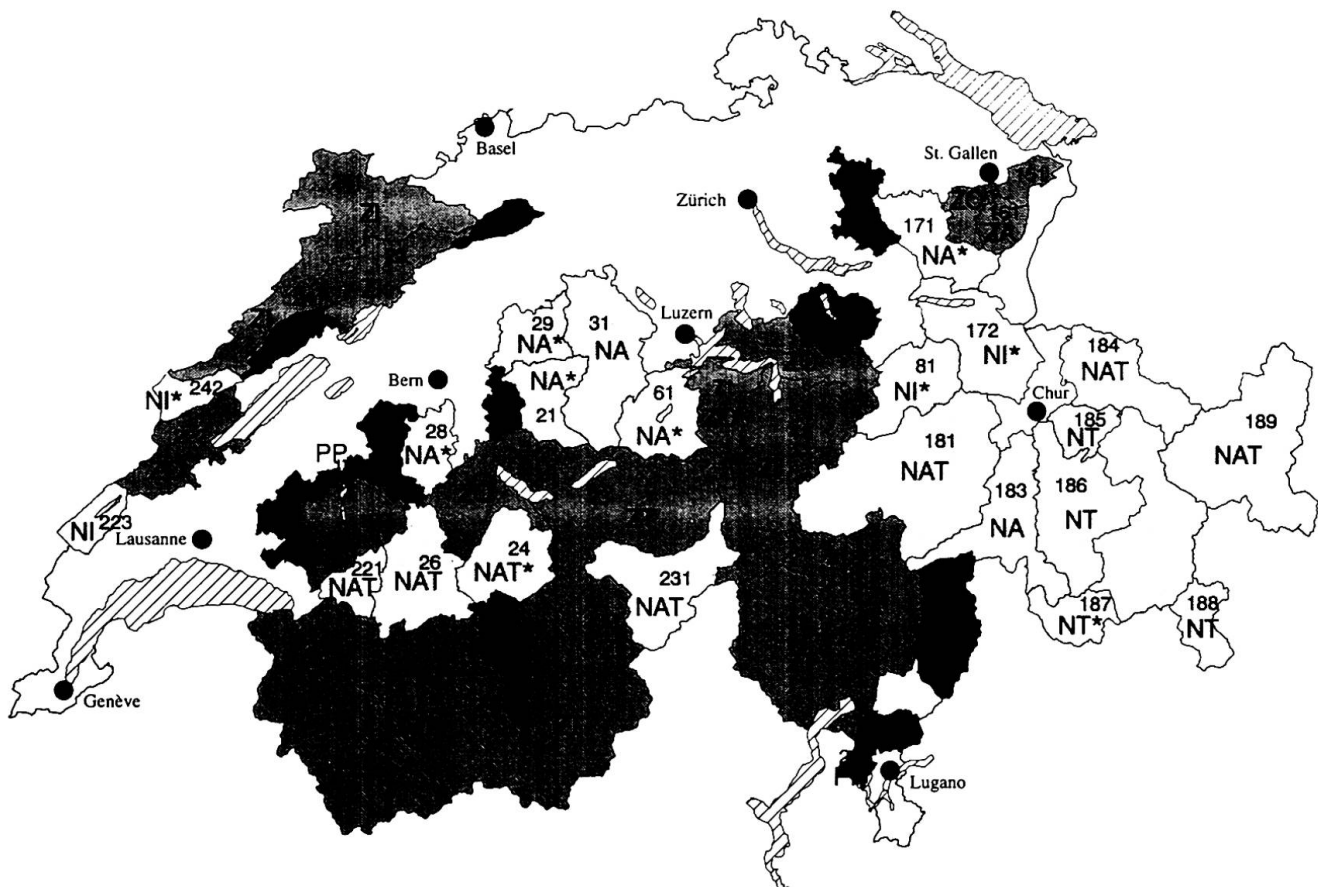 Basel
St. Gallen
Zürich
171
NA*
29
NA*
31
NA
Luzern
172
NI*
184
NAT
NI*
242
Bern
NA*
21
61
NA*
81
NI*
Chur
185
NT
189
NAT
PP
28
NA*
181
NAT
183
NA
186
NT
NI
223
Lausanne
221
NAT
26
NAT
24
NAT*
231
NAT
187
NT*
188
NT
Genève
Lugano